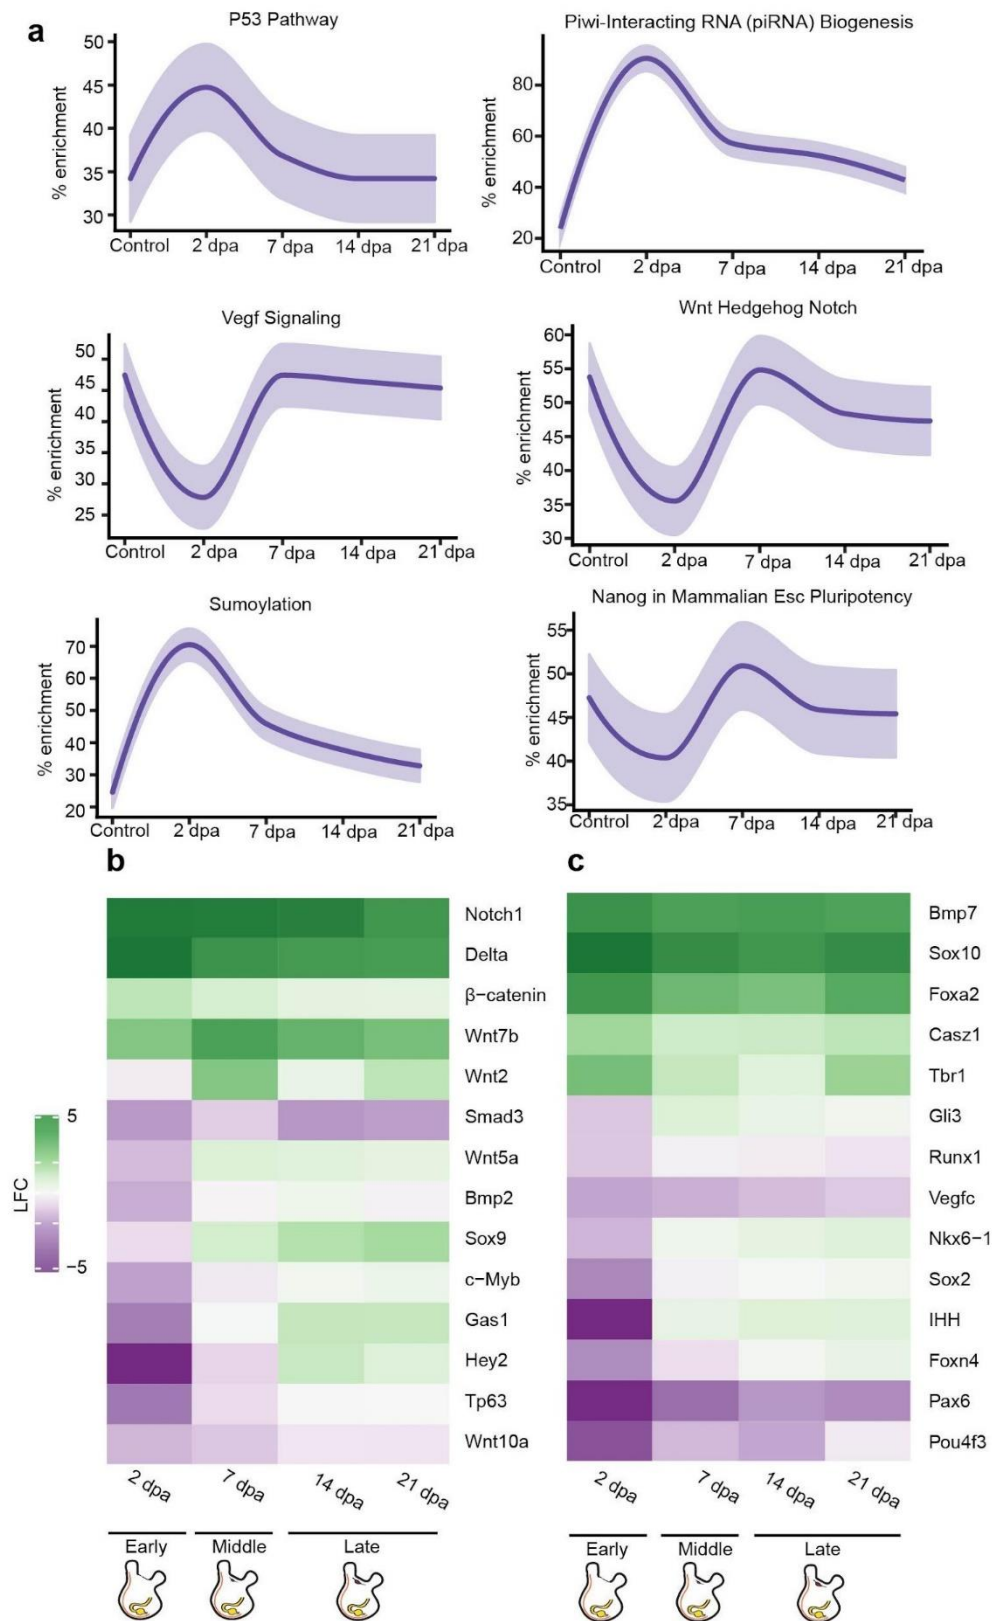 a
P53 Pathway
% enrichment
50
45
40
35
30
Control 2 dpa 7 dpa 14 dpa 21 dpa
Piwi-Interacting RNA (piRNA) Biogenesis
% enrichment
80
60
40
20
Control 2 dpa 7 dpa 14 dpa 21 dpa
Vegf Signaling
% enrichment
50
45
40
35
30
25
Control 2 dpa 7 dpa 14 dpa 21 dpa
Wnt Hedgehog Notch
% enrichment
60
55
50
45
40
35
30
Control 2 dpa 7 dpa 14 dpa 21 dpa
Sumoylation
% enrichment
70
60
50
40
30
20
Control 2 dpa 7 dpa 14 dpa 21 dpa
Nanog in Mammalian Esc Pluripotency
% enrichment
55
50
45
40
35
Control 2 dpa 7 dpa 14 dpa 21 dpa
b
LFC
5
−5
Notch1
Delta
β−catenin
Wnt7b
Wnt2
Smad3
Wnt5a
Bmp2
Sox9
c−Myb
Gas1
Hey2
Tp63
Wnt10a
2 dpa 7 dpa 14 dpa 21 dpa
Early Middle Late
c
Bmp7
Sox10
Foxa2
Casz1
Tbr1
Gli3
Runx1
Vegfc
Nkx6−1
Sox2
IHH
Foxn4
Pax6
Pou4f3
2 dpa 7 dpa 14 dpa 21 dpa
Early Middle Late